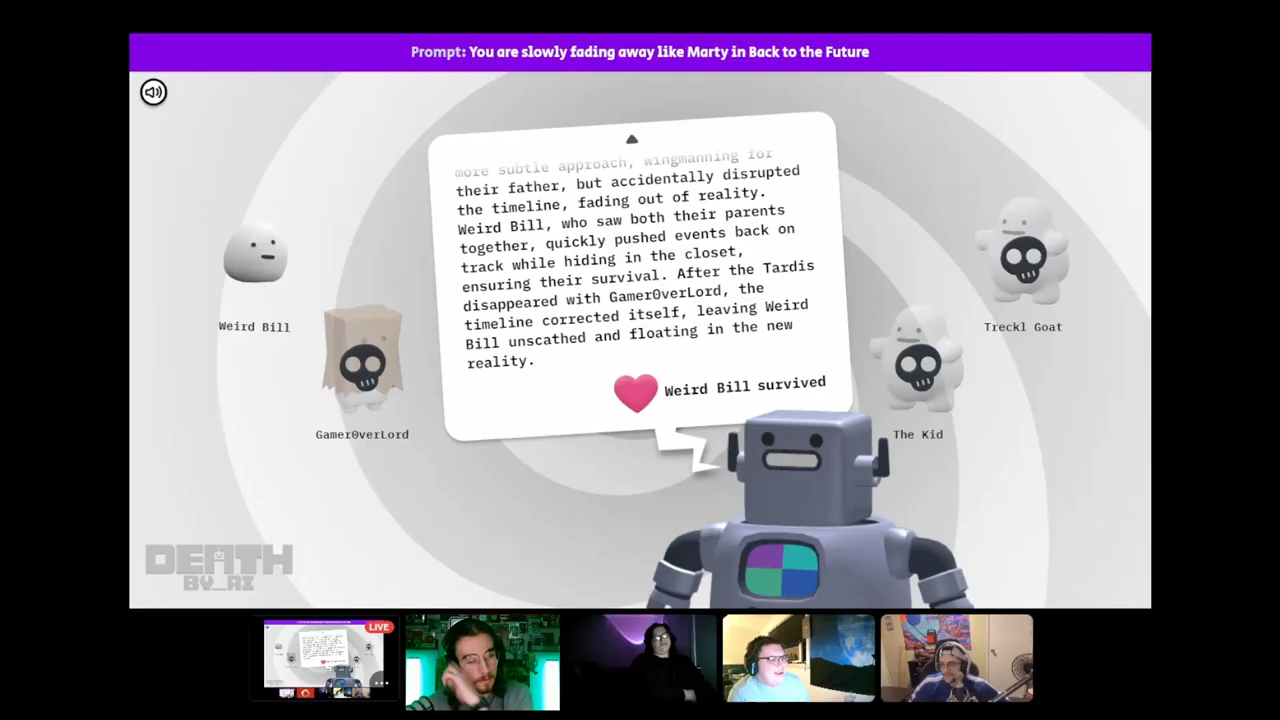 Prompt: You are slowly fading away like Marty in Back to the Future
more subtle approach, wingmanning for
their father, but accidentally disrupted
the timeline, fading out of reality.
Weird Bill, who saw both their parents
together, quickly pushed events back on
track while hiding in the closet,
ensuring their survival. After the Tardis
disappeared with Gamer0verLord, the
timeline corrected itself, leaving Weird
Bill unscathed and floating in the new
reality.
Weird Bill survived
Weird Bill
Gamer0verLord
Treckl Goat
The Kid
DEATH
BY_AI
LIVE